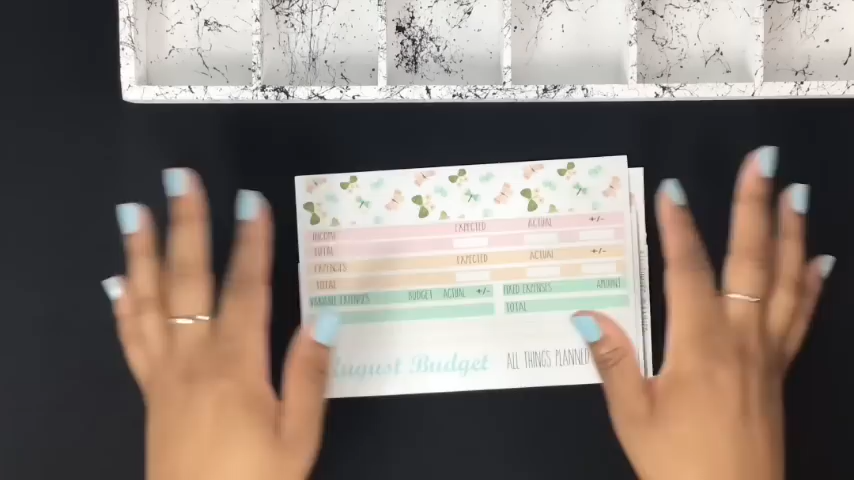 INCOME EXPECTED ACTUAL +/-
TOTAL
EXPENSES EXPECTED ACTUAL +/-
TOTAL
VARIABLE EXPENSES BUDGET ACTUAL +/-
FIXED EXPENSES AMOUNT
TOTAL
August Budget
ALL THINGS PLANNED